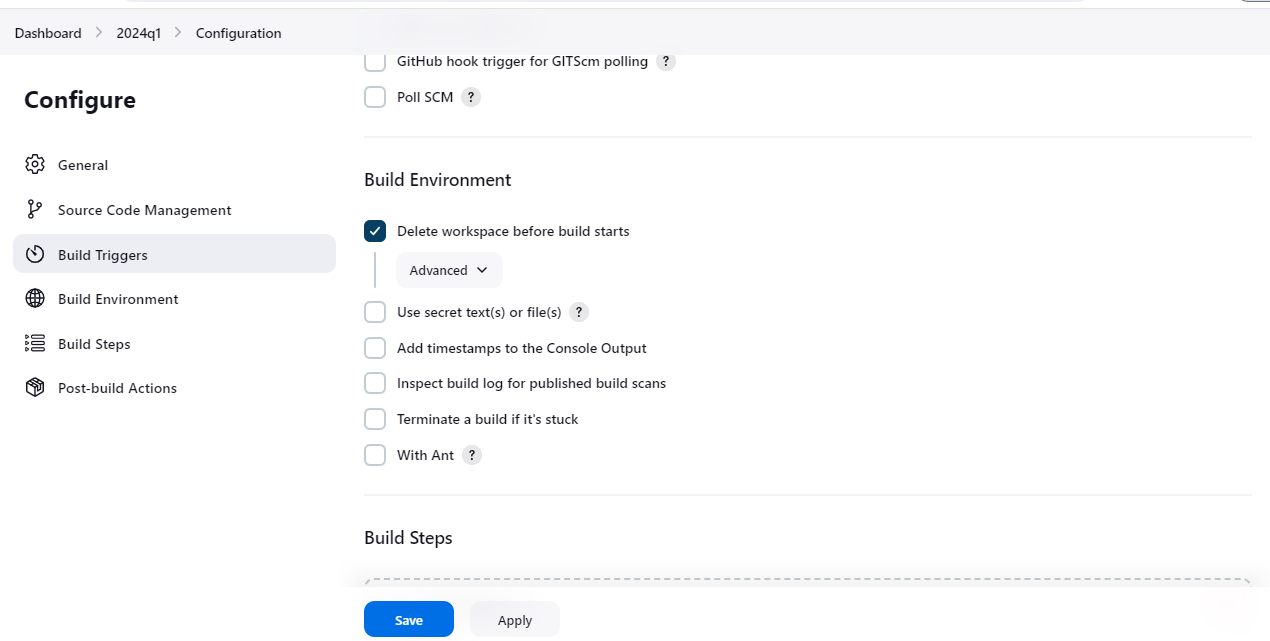 Dashboard > 2024q1 > Configuration
Configure
General
Source Code Management
Build Triggers
Build Environment
Build Steps
Post-build Actions
GitHub hook trigger for GITScm polling ?
Poll SCM ?
Build Environment
Delete workspace before build starts
Advanced
Use secret text(s) or file(s) ?
Add timestamps to the Console Output
Inspect build log for published build scans
Terminate a build if it's stuck
With Ant ?
Build Steps
Save Apply